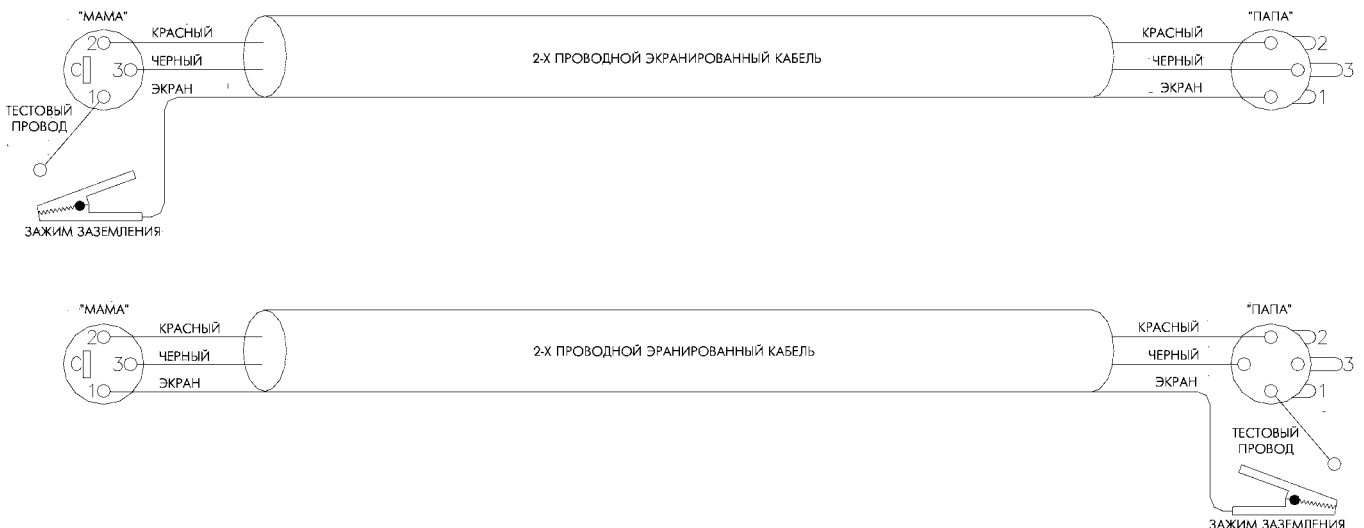 "МАМА"
"ПАПА"
2
КРАСНЫЙ
КРАСНЫЙ
2
С
3
ЧЕРНЫЙ
2-Х ПРОВОДНОЙ ЭКРАНИРОВАННЫЙ КАБЕЛЬ
ЧЕРНЫЙ
3
1
ЭКРАН
ЭКРАН
1
ТЕСТОВЫЙ
ПРОВОД
ЗАЖИМ ЗАЗЕМЛЕНИЯ
"МАМА"
"ПАПА"
2
КРАСНЫЙ
КРАСНЫЙ
2
С
3
ЧЕРНЫЙ
2-Х ПРОВОДНОЙ ЭРАНИРОВАННЫЙ КАБЕЛЬ
ЧЕРНЫЙ
3
1
ЭКРАН
ЭКРАН
1
ТЕСТОВЫЙ
ПРОВОД
ЗАЖИМ ЗАЗЕМЛЕНИЯ